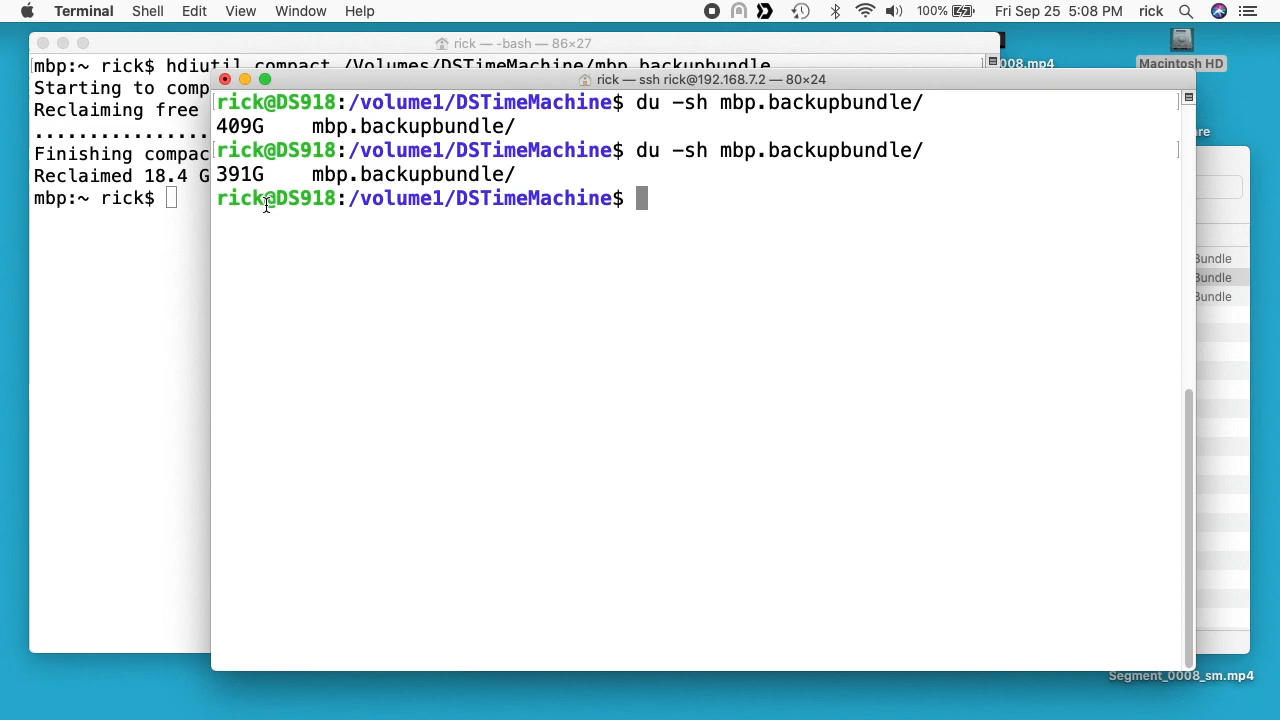 Terminal Shell Edit View Window Help 100% Fri Sep 25 5:08 PM rick
rick — -bash — 86×27
mbp:~ rick$ hdiutil compact /Volumes/DSTimeMachine/mbp.backupbundle
Starting to comp
Reclaiming free
................
Finishing compac
Reclaimed 18.4 G
mbp:~ rick$
rick — ssh rick@192.168.7.2 — 80×24
rick@DS918:/volume1/DSTimeMachine$ du -sh mbp.backupbundle/
409G mbp.backupbundle/
rick@DS918:/volume1/DSTimeMachine$ du -sh mbp.backupbundle/
391G mbp.backupbundle/
rick@DS918:/volume1/DSTimeMachine$
008.mp4
Macintosh HD
re
Bundle
Bundle
Bundle
Segment_0008_sm.mp4